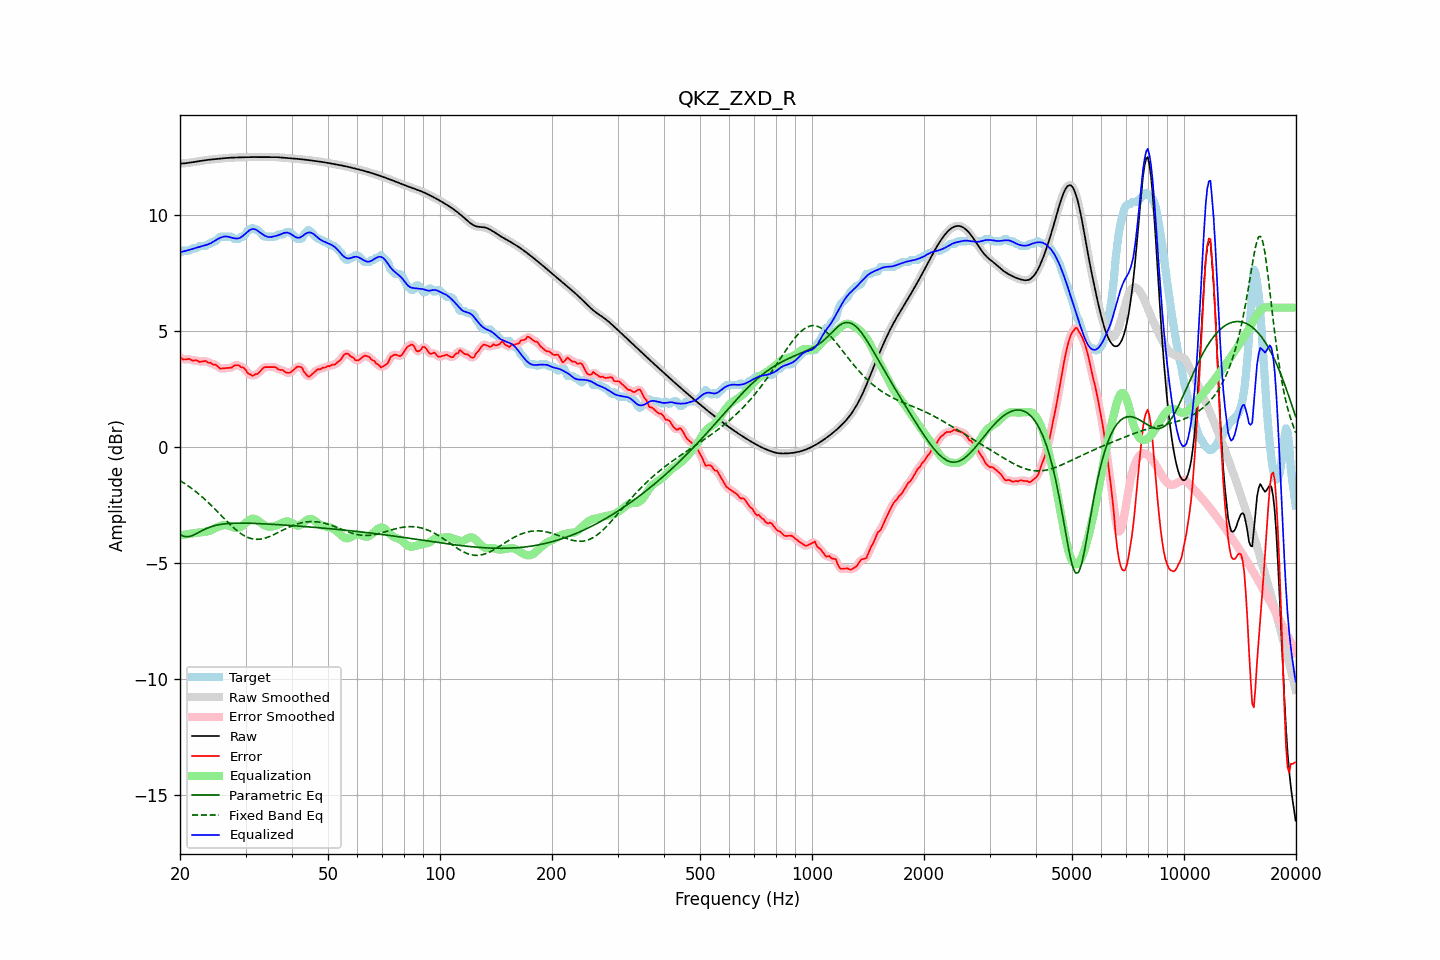 QKZ_ZXD_R
Amplitude (dBr)
10
5
0
−5
−10
−15
Target
Raw Smoothed
Error Smoothed
Raw
Error
Equalization
Parametric Eq
Fixed Band Eq
Equalized
20 50 100 200 500 1000 2000 5000 10000 20000
Frequency (Hz)